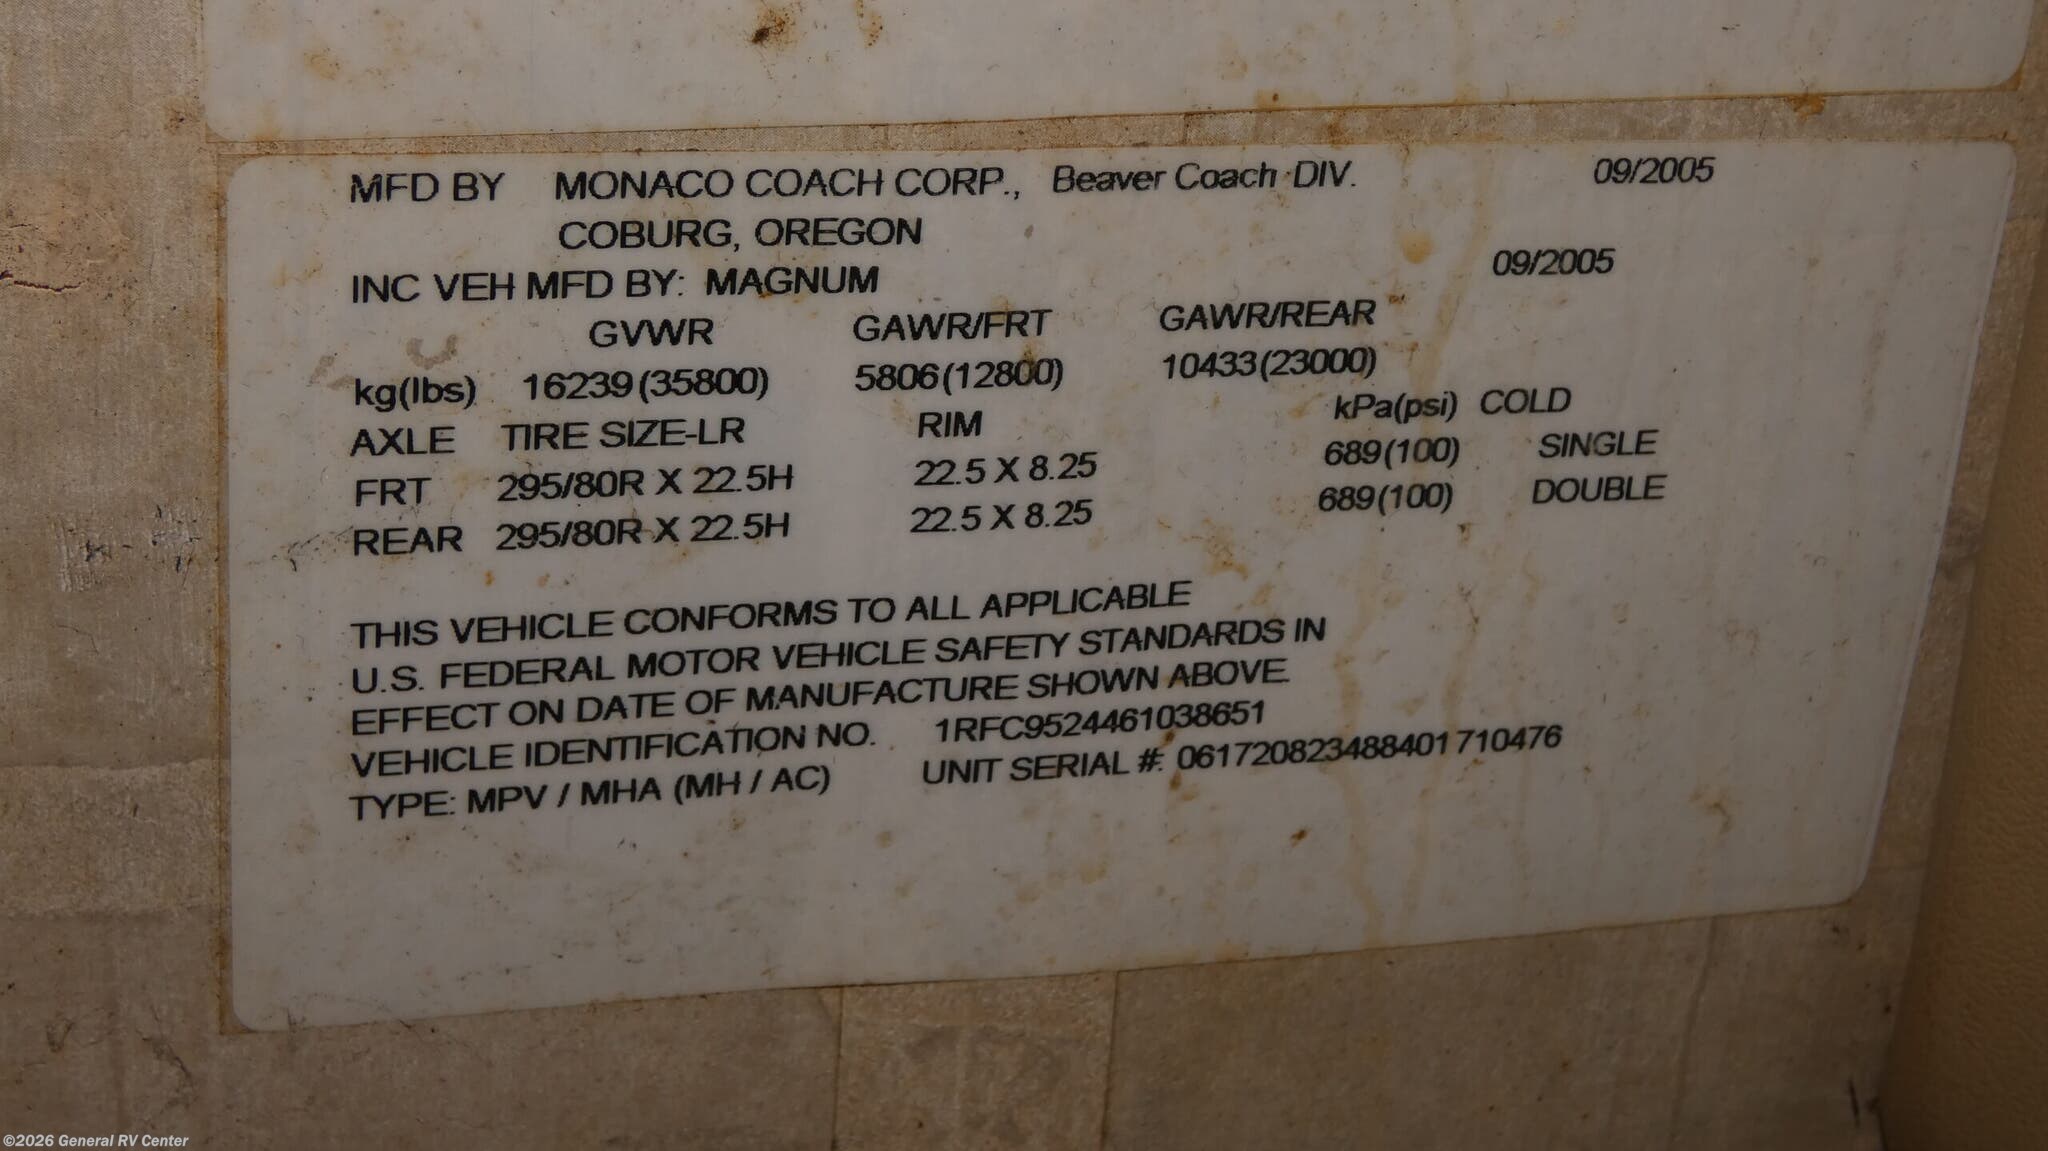 MFD BY MONACO COACH CORP., Beaver Coach DIV. 09/2005
COBURG, OREGON
INC VEH MFD BY: MAGNUM 09/2005
GVWR GAWR/FRT GAWR/REAR
kg(lbs) 16239(35800) 5806(12800) 10433(23000)
AXLE TIRE SIZE-LR RIM kPa(psi) COLD
FRT 295/80R X 22.5H 22.5 X 8.25 689(100) SINGLE
REAR 295/80R X 22.5H 22.5 X 8.25 689(100) DOUBLE
THIS VEHICLE CONFORMS TO ALL APPLICABLE
U.S. FEDERAL MOTOR VEHICLE SAFETY STANDARDS IN
EFFECT ON DATE OF MANUFACTURE SHOWN ABOVE.
VEHICLE IDENTIFICATION NO. 1RFC9524461038651
TYPE: MPV / MHA (MH / AC) UNIT SERIAL #: 0617208234884017 10476
©2026 General RV Center